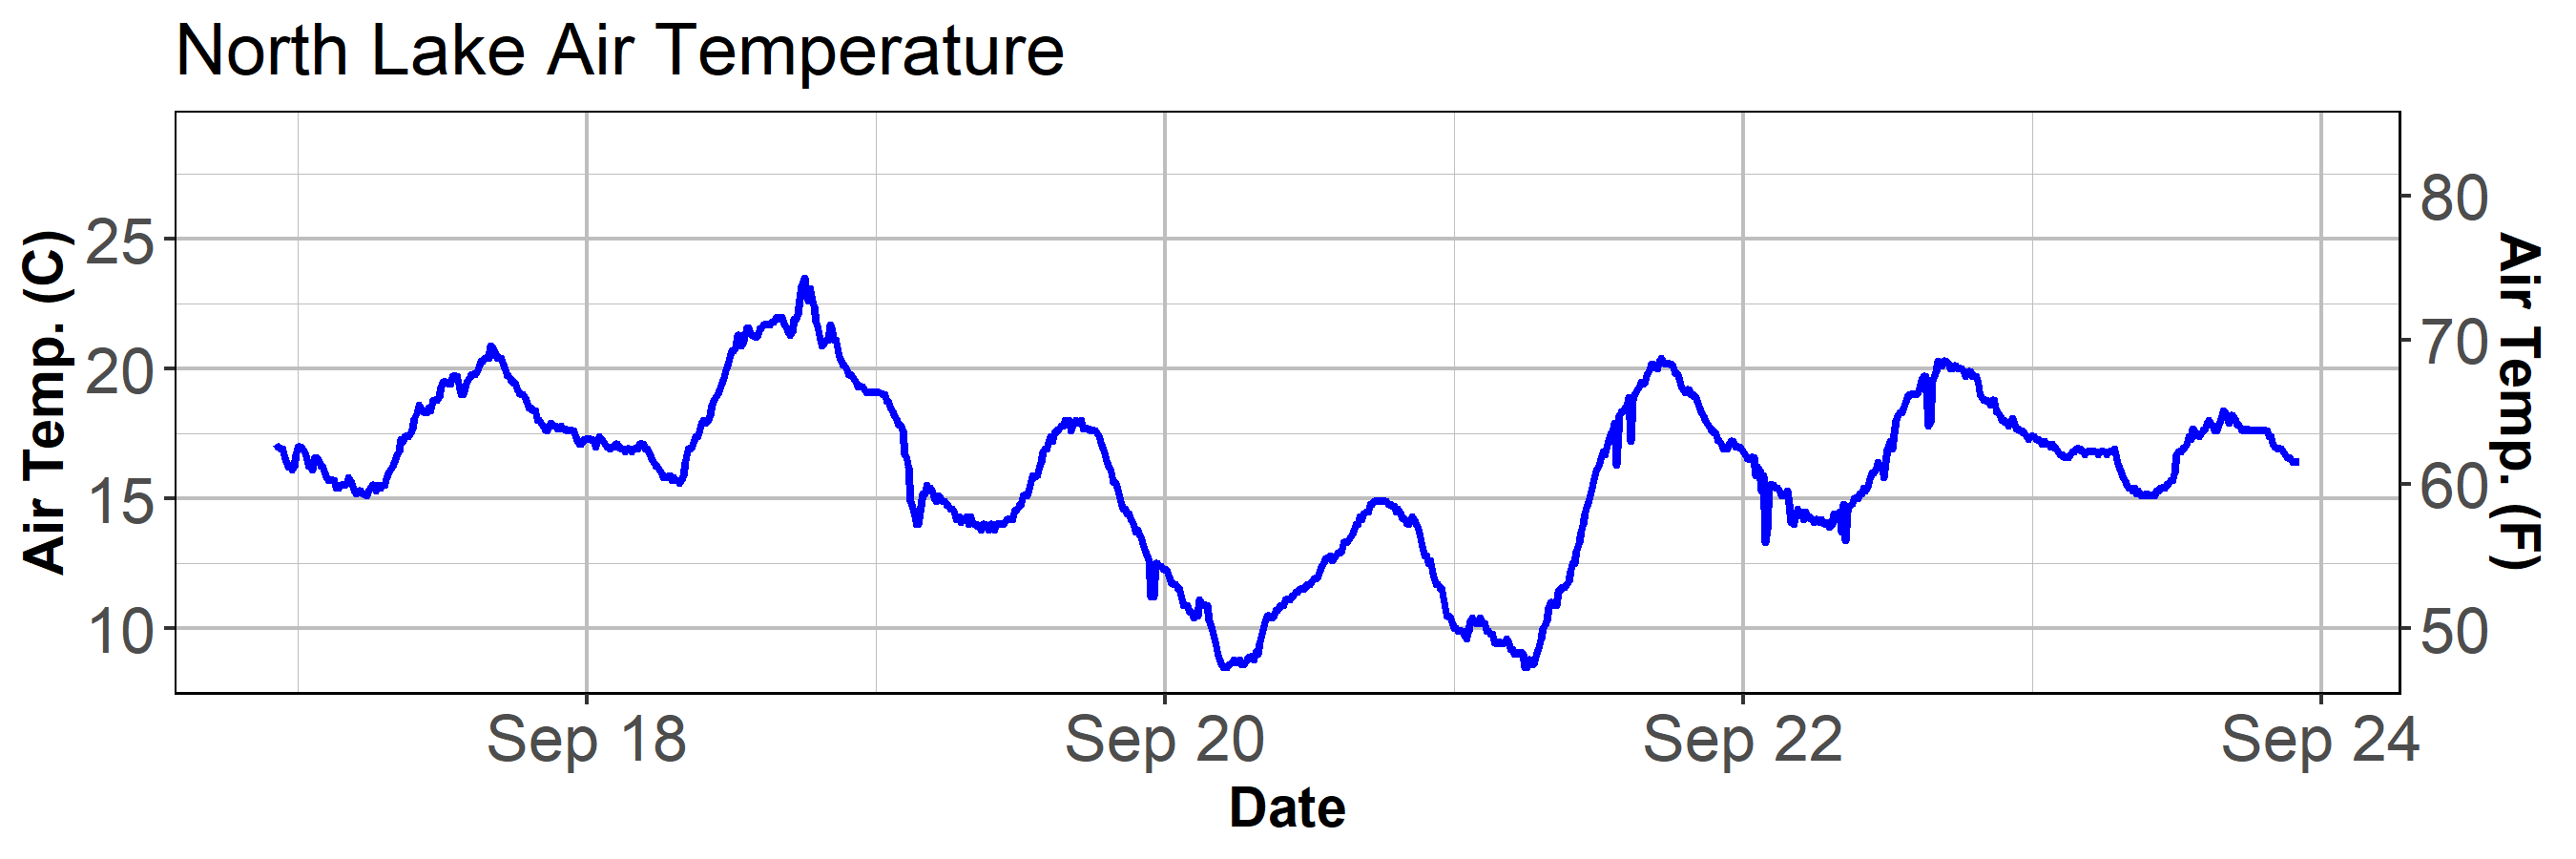 North Lake Air Temperature
Air Temp. (C)
25
20
15
10
80
70
60
50
Air Temp. (F)
Sep 18
Sep 20
Sep 22
Sep 24
Date